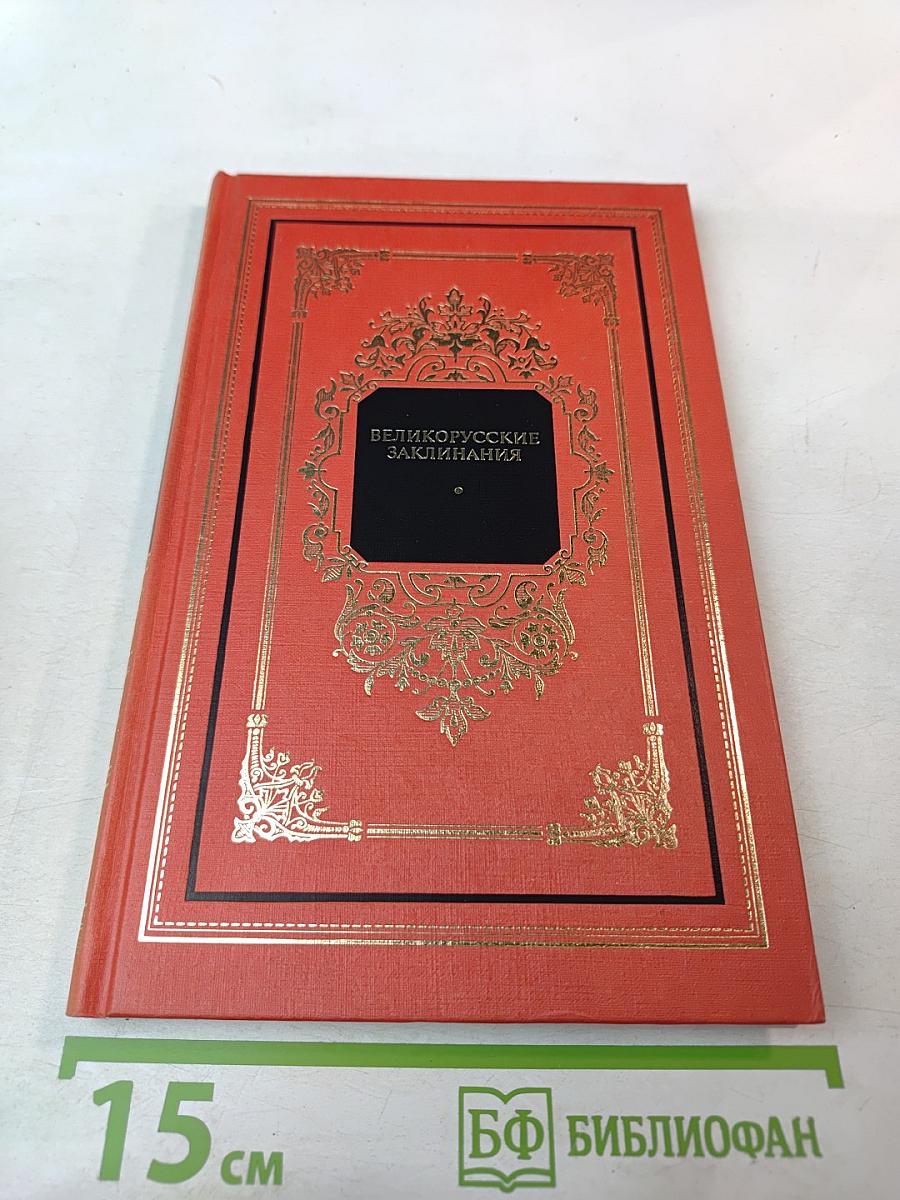 ВЕЛИКОРУССКИЕ
ЗАКЛИНАНИЯ
15 см
БФ БИБЛИОФАН